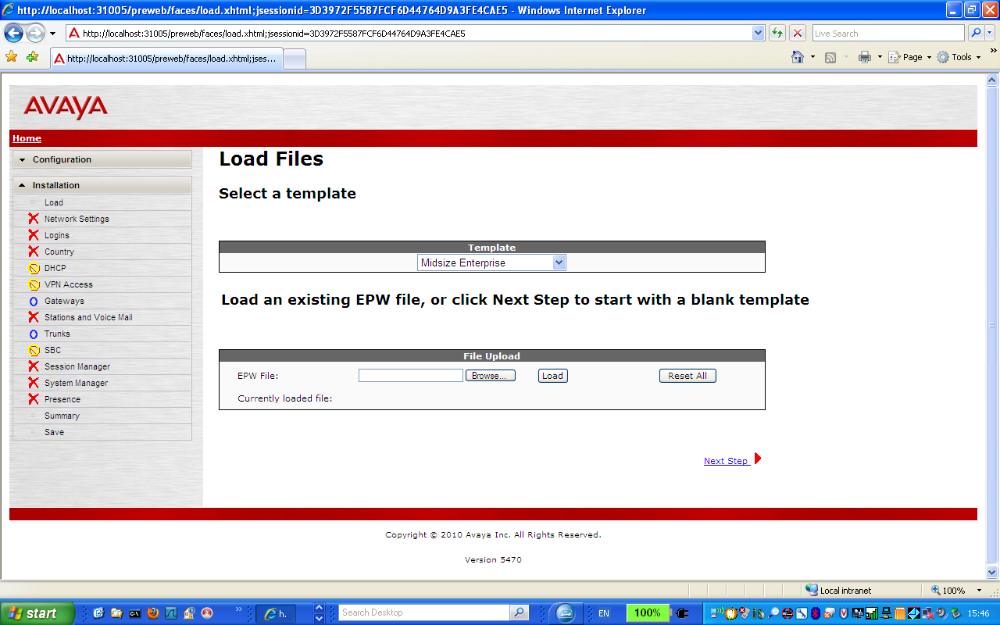 http://localhost:31005/preweb/faces/load.xhtml;jsessionid=3D3972F5587FCF6D44764D9A3FE4CAE5 - Windows Internet Explorer
http://localhost:31005/preweb/faces/load.xhtml;jsessionid=3D3972F5587FCF6D44764D9A3FE4CAE5
Live Search
http://localhost:31005/preweb/faces/load.xhtml;jses...
Page
Tools
AVAYA
Home
Configuration
Installation
Load
Network Settings
Logins
Country
DHCP
VPN Access
Gateways
Stations and Voice Mail
Trunks
SBC
Session Manager
System Manager
Presence
Summary
Save
Load Files
Select a template
Template
Midsize Enterprise
Load an existing EPW file, or click Next Step to start with a blank template
File Upload
EPW File:
Browse...
Load
Reset All
Currently loaded file:
Next Step
Copyright © 2010 Avaya Inc. All Rights Reserved.
Version 5470
Local intranet
100%
start
h.
Search Desktop
EN
100%
15:46